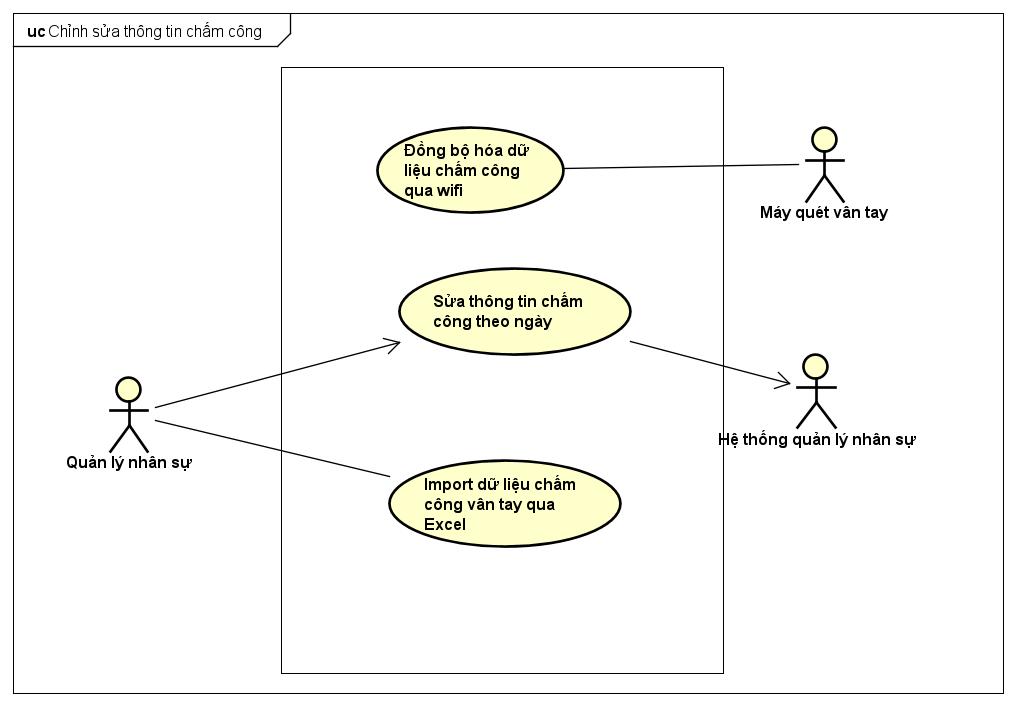 uc Chỉnh sửa thông tin chấm công
Đồng bộ hóa dữ
liệu chấm công
qua wifi
Máy quét vân tay
Sửa thông tin chấm
công theo ngày
Quản lý nhân sự
Hệ thống quản lý nhân sự
Import dữ liệu chấm
công vân tay qua
Excel